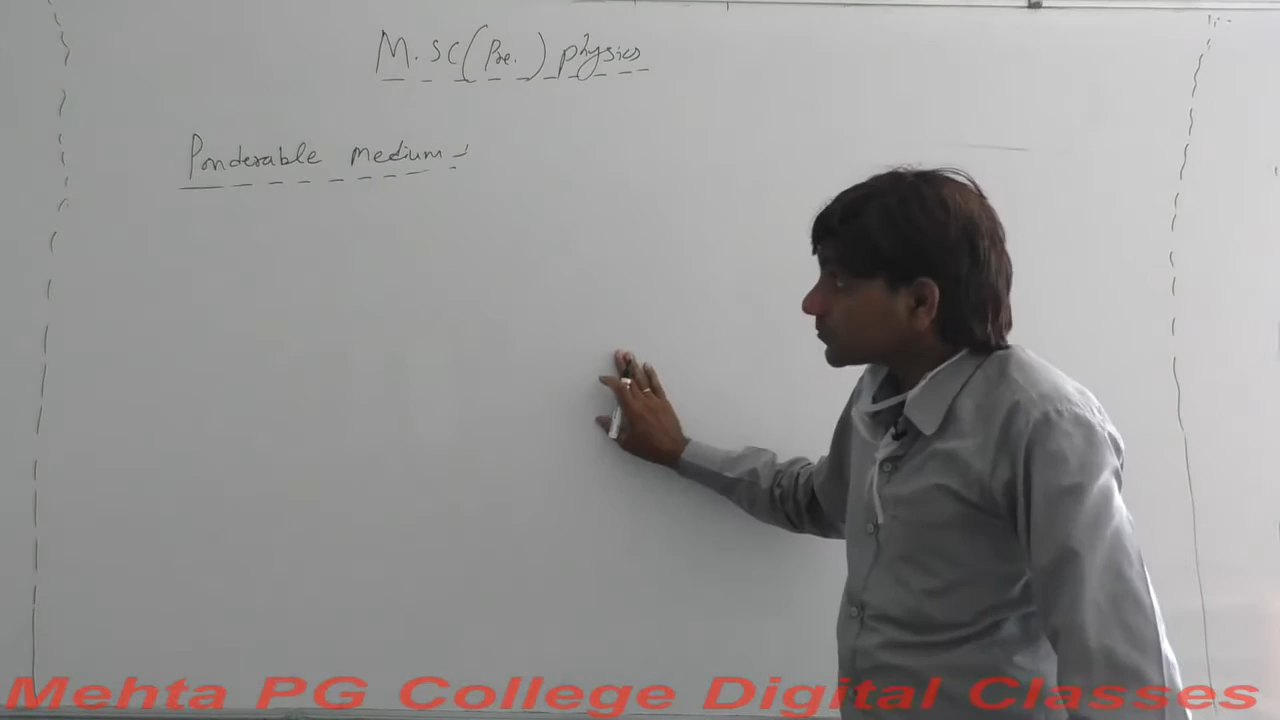 M.Sc(Pre.) physics
Ponderable medium :-
Mehta PG College Digital Classes